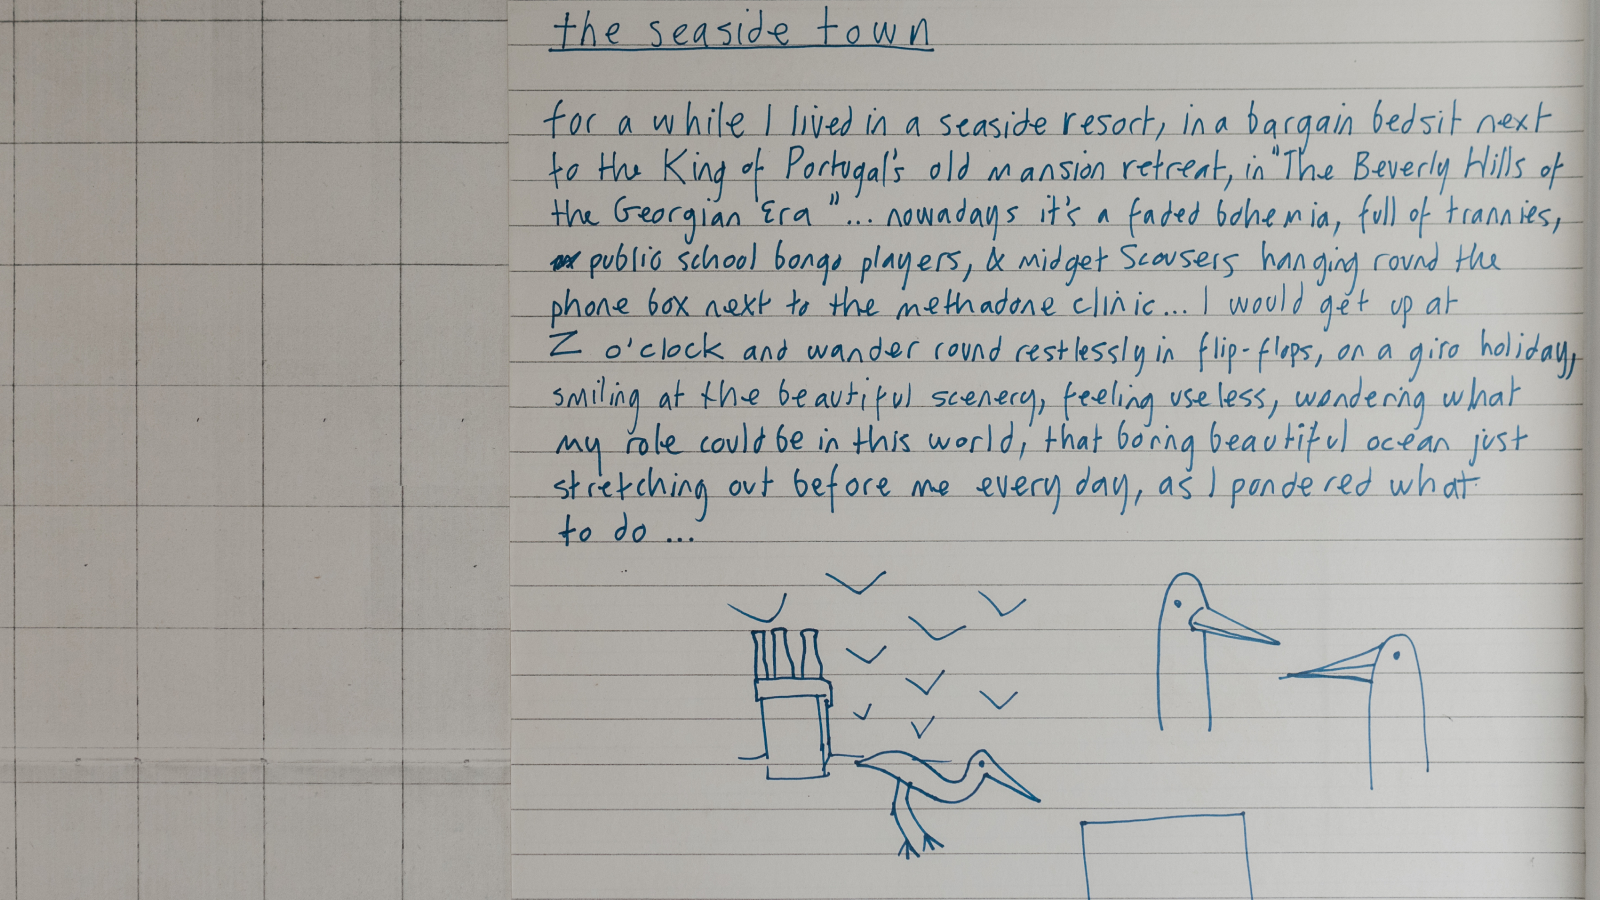 the seaside town
for a while I lived in a seaside resort, in a bargain bedsit next
to the King of Portugal's old mansion retreat, in "The Beverly Hills of
the Georgian Era"... nowadays it's a faded bohemia, full of trannies,
public school bongo players, & midget Scousers hanging round the
phone box next to the methadone clinic... I would get up at
Z o'clock and wander round restlessly in flip-flops, on a giro holiday,
smiling at the beautiful scenery, feeling useless, wondering what
my role could be in this world, that boring beautiful ocean just
stretching out before me every day, as I pondered what
to do...